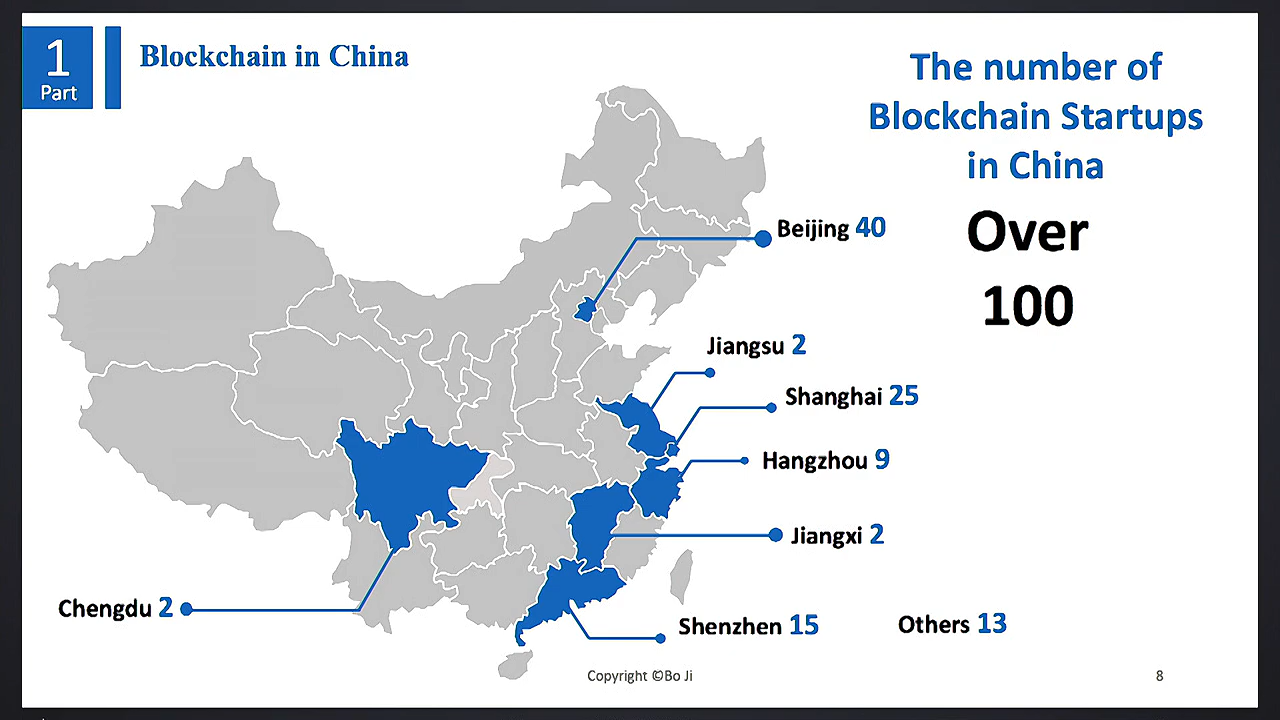 1
Part
Blockchain in China
The number of
Blockchain Startups
in China
Over
100
Beijing 40
Jiangsu 2
Shanghai 25
Hangzhou 9
Jiangxi 2
Chengdu 2
Shenzhen 15
Others 13
Copyright ©Bo Ji
8